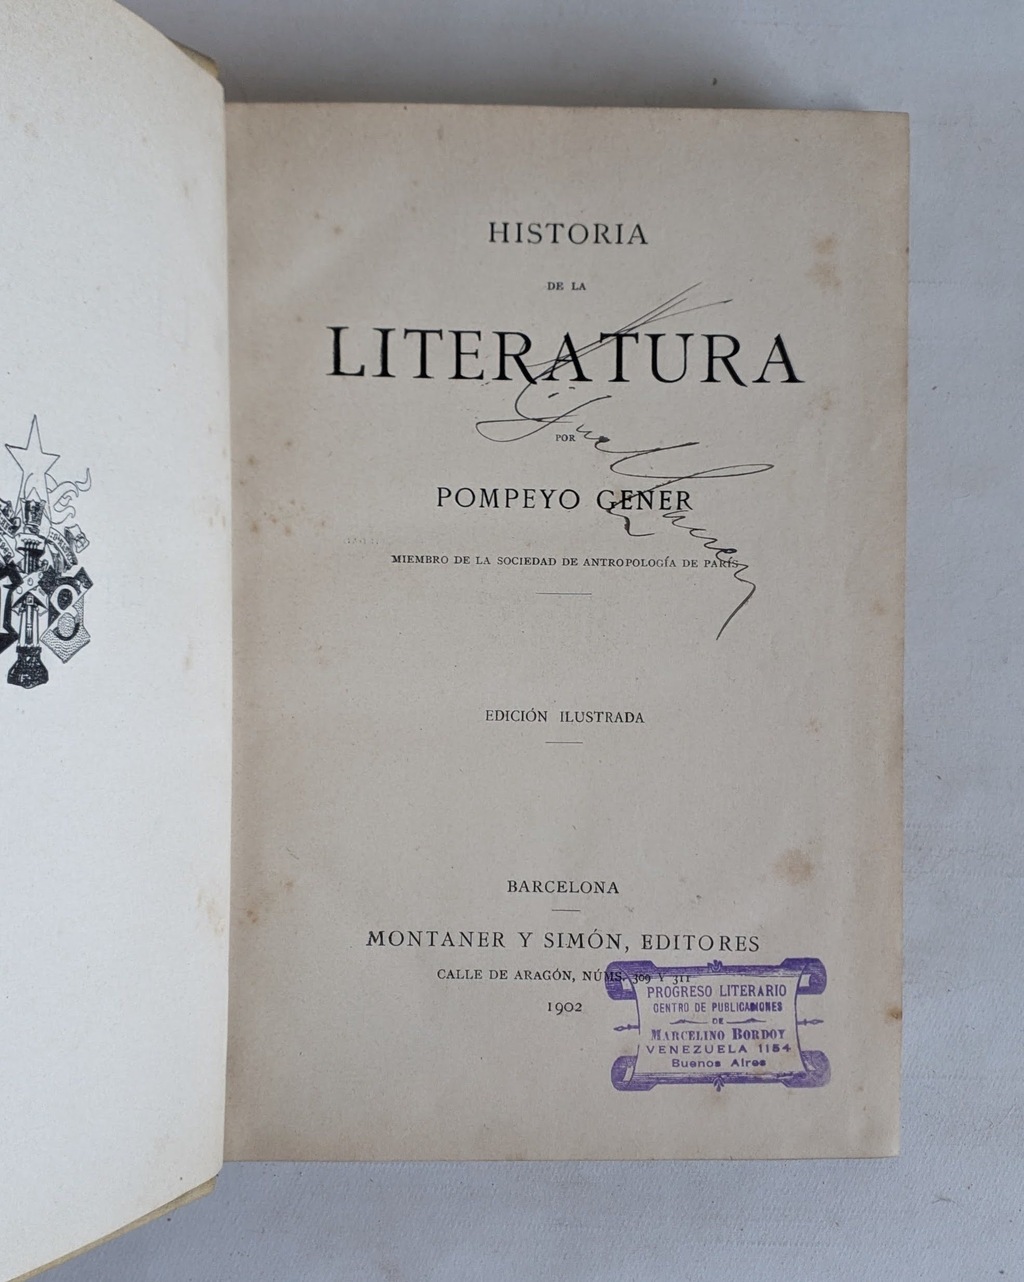 HISTORIA
DE LA
LITERATURA
POR
POMPEYO GENER
MIEMBRO DE LA SOCIEDAD DE ANTROPOLOGÍA DE PARÍS
EDICIÓN ILUSTRADA
BARCELONA
MONTANER Y SIMÓN, EDITORES
CALLE DE ARAGÓN, NÚMS. 309 Y 311
1902
PROGRESO LITERARIO
CENTRO DE PUBLICACIONES
DE
MARCELINO BORDOY
VENEZUELA 1154
Buenos Aires